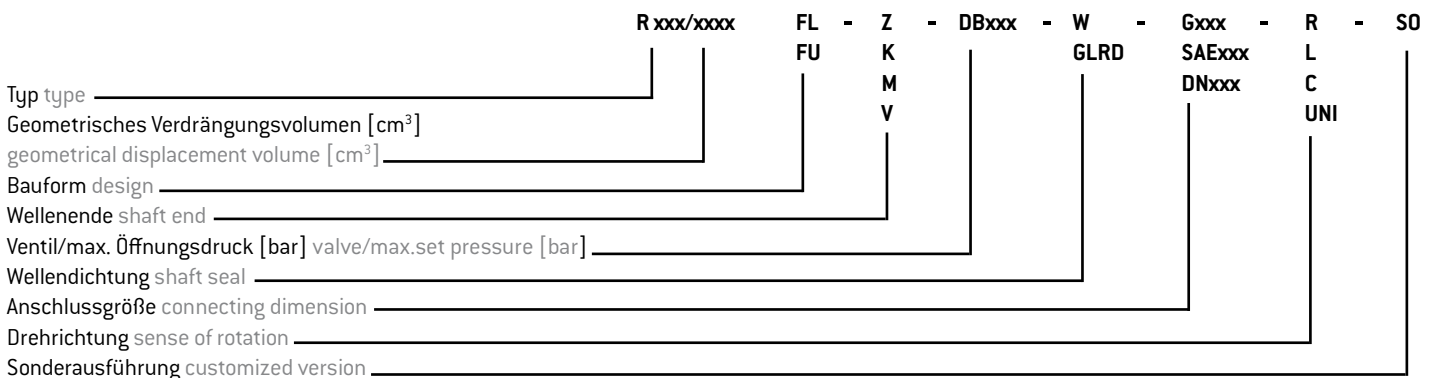 R xxx/xxxx FL - Z - DBxxx - W - Gxxx - R - SO
FU K GLRD SAExxx L
M DNxxx C
V UNI
Typ type
Geometrisches Verdrängungsvolumen [cm³]
geometrical displacement volume [cm³]
Bauform design
Wellenende shaft end
Ventil/max. Öffnungsdruck [bar] valve/max.set pressure [bar]
Wellendichtung shaft seal
Anschlussgröße connecting dimension
Drehrichtung sense of rotation
Sonderausführung customized version